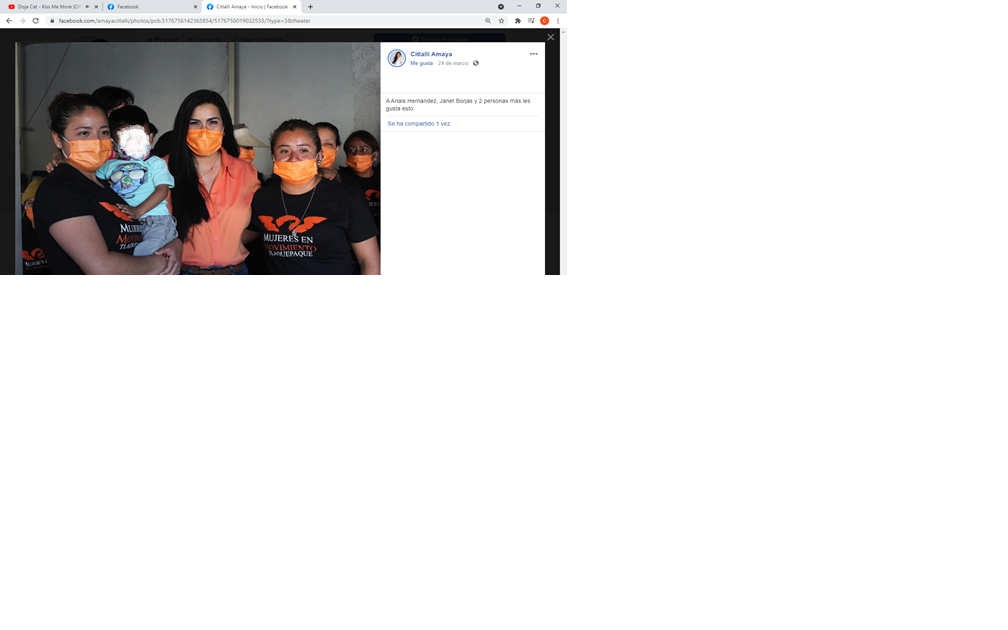 Doja Cat - Kiss Me More (Of
Facebook
Citlalli Amaya - Inicio | Facebook
facebook.com/amayacitlalli/photos/pcb.5176756142365854/5176756019032533/?type=3&theater
Citlalli Amaya
Me gusta
24 de marzo
A Anais Hernandez, Janet Borjas y 2 personas más les
gusta esto.
Se ha compartido 1 vez
MUJERES EN
MOVIMIENTO
TLAQUEPAQUE